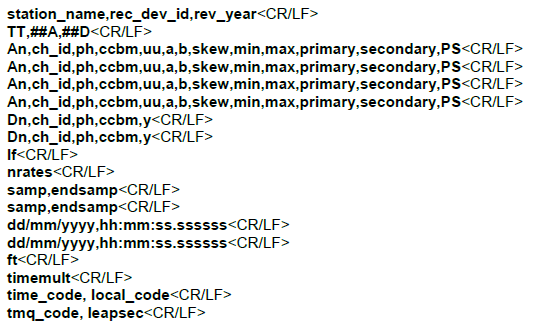 station_name,rec_dev_id,rev_year<CR/LF>
TT,##A,##D<CR/LF>
An,ch_id,ph,ccbm,uu,a,b,skew,min,max,primary,secondary,PS<CR/LF>
An,ch_id,ph,ccbm,uu,a,b,skew,min,max,primary,secondary,PS<CR/LF>
An,ch_id,ph,ccbm,uu,a,b,skew,min,max,primary,secondary,PS<CR/LF>
An,ch_id,ph,ccbm,uu,a,b,skew,min,max,primary,secondary,PS<CR/LF>
Dn,ch_id,ph,ccbm,y<CR/LF>
Dn,ch_id,ph,ccbm,y<CR/LF>
lf<CR/LF>
nrates<CR/LF>
samp,endsamp<CR/LF>
samp,endsamp<CR/LF>
dd/mm/yyyy,hh:mm:ss.ssssss<CR/LF>
dd/mm/yyyy,hh:mm:ss.ssssss<CR/LF>
ft<CR/LF>
timemult<CR/LF>
time_code, local_code<CR/LF>
tmq_code, leapsec<CR/LF>